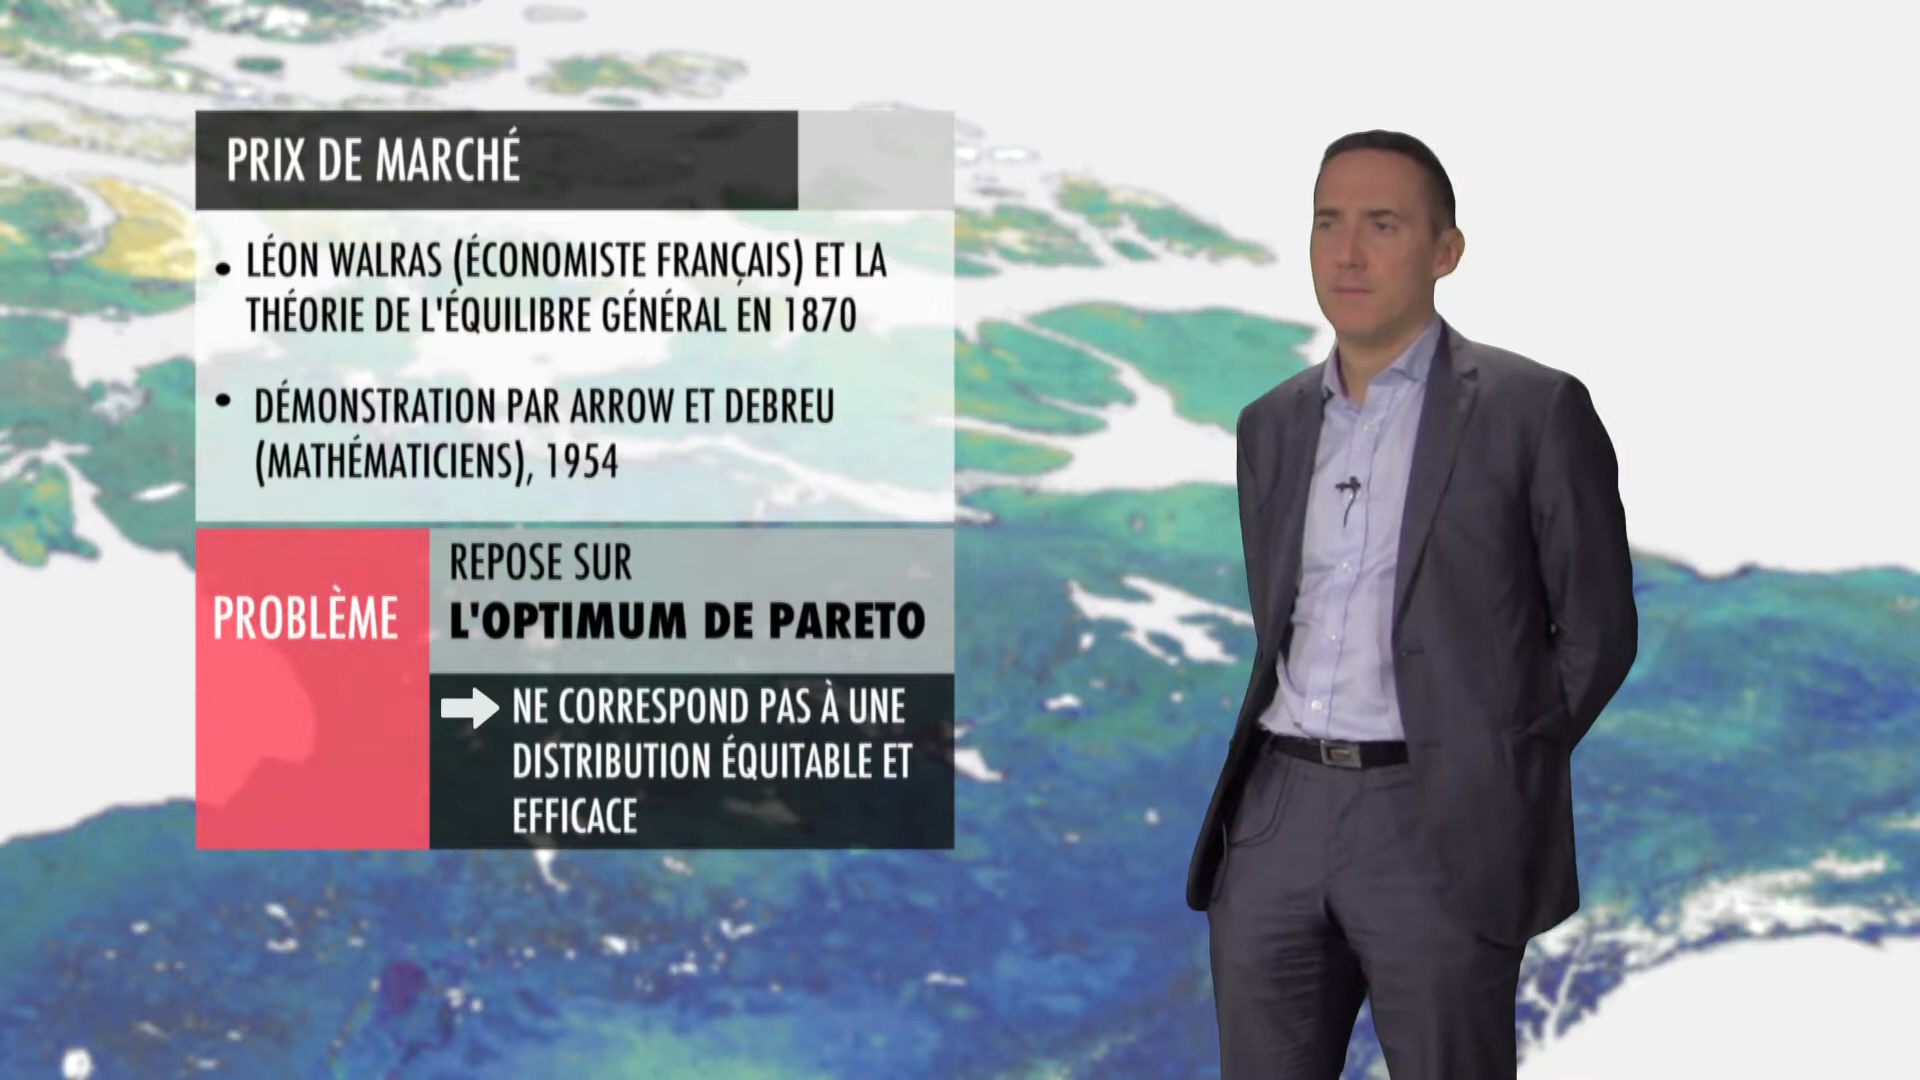 PRIX DE MARCHÉ
• LÉON WALRAS (ÉCONOMISTE FRANÇAIS) ET LA
THÉORIE DE L'ÉQUILIBRE GÉNÉRAL EN 1870
• DÉMONSTRATION PAR ARROW ET DEBREU
(MATHÉMATICIENS), 1954
PROBLÈME
REPOSE SUR
L'OPTIMUM DE PARETO
NE CORRESPOND PAS À UNE
DISTRIBUTION ÉQUITABLE ET
EFFICACE